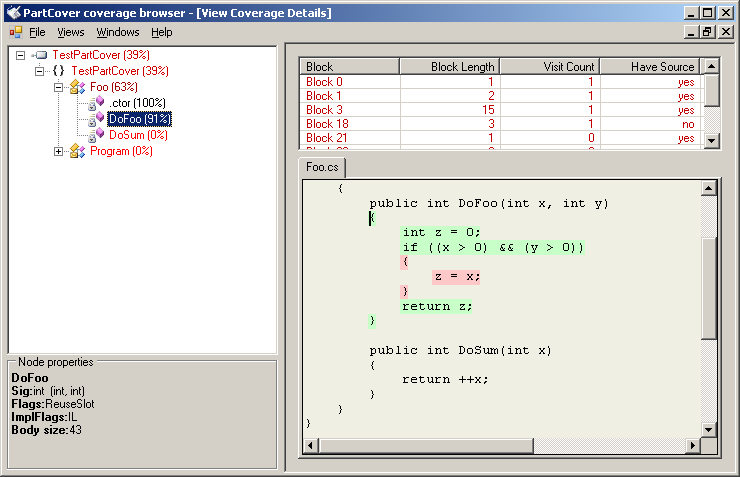 PartCover coverage browser - [View Coverage Details]
File Views Windows Help
TestPartCover (39%)
{} TestPartCover (39%)
Foo (63%)
.ctor (100%)
DoFoo (91%)
DoSum (0%)
Program (0%)
Node properties
DoFoo
Sig:int (int, int)
Flags:ReuseSlot
ImplFlags:IL
Body size:43
Block Block Length Visit Count Have Source
Block 0 1 1 yes
Block 1 2 1 yes
Block 3 15 1 yes
Block 18 3 1 no
Block 21 1 0 yes
Foo.cs
{
public int DoFoo(int x, int y)
{
int z = 0;
if ((x > 0) && (y > 0))
{
z = x;
}
return z;
}
public int DoSum(int x)
{
return ++x;
}
}
}